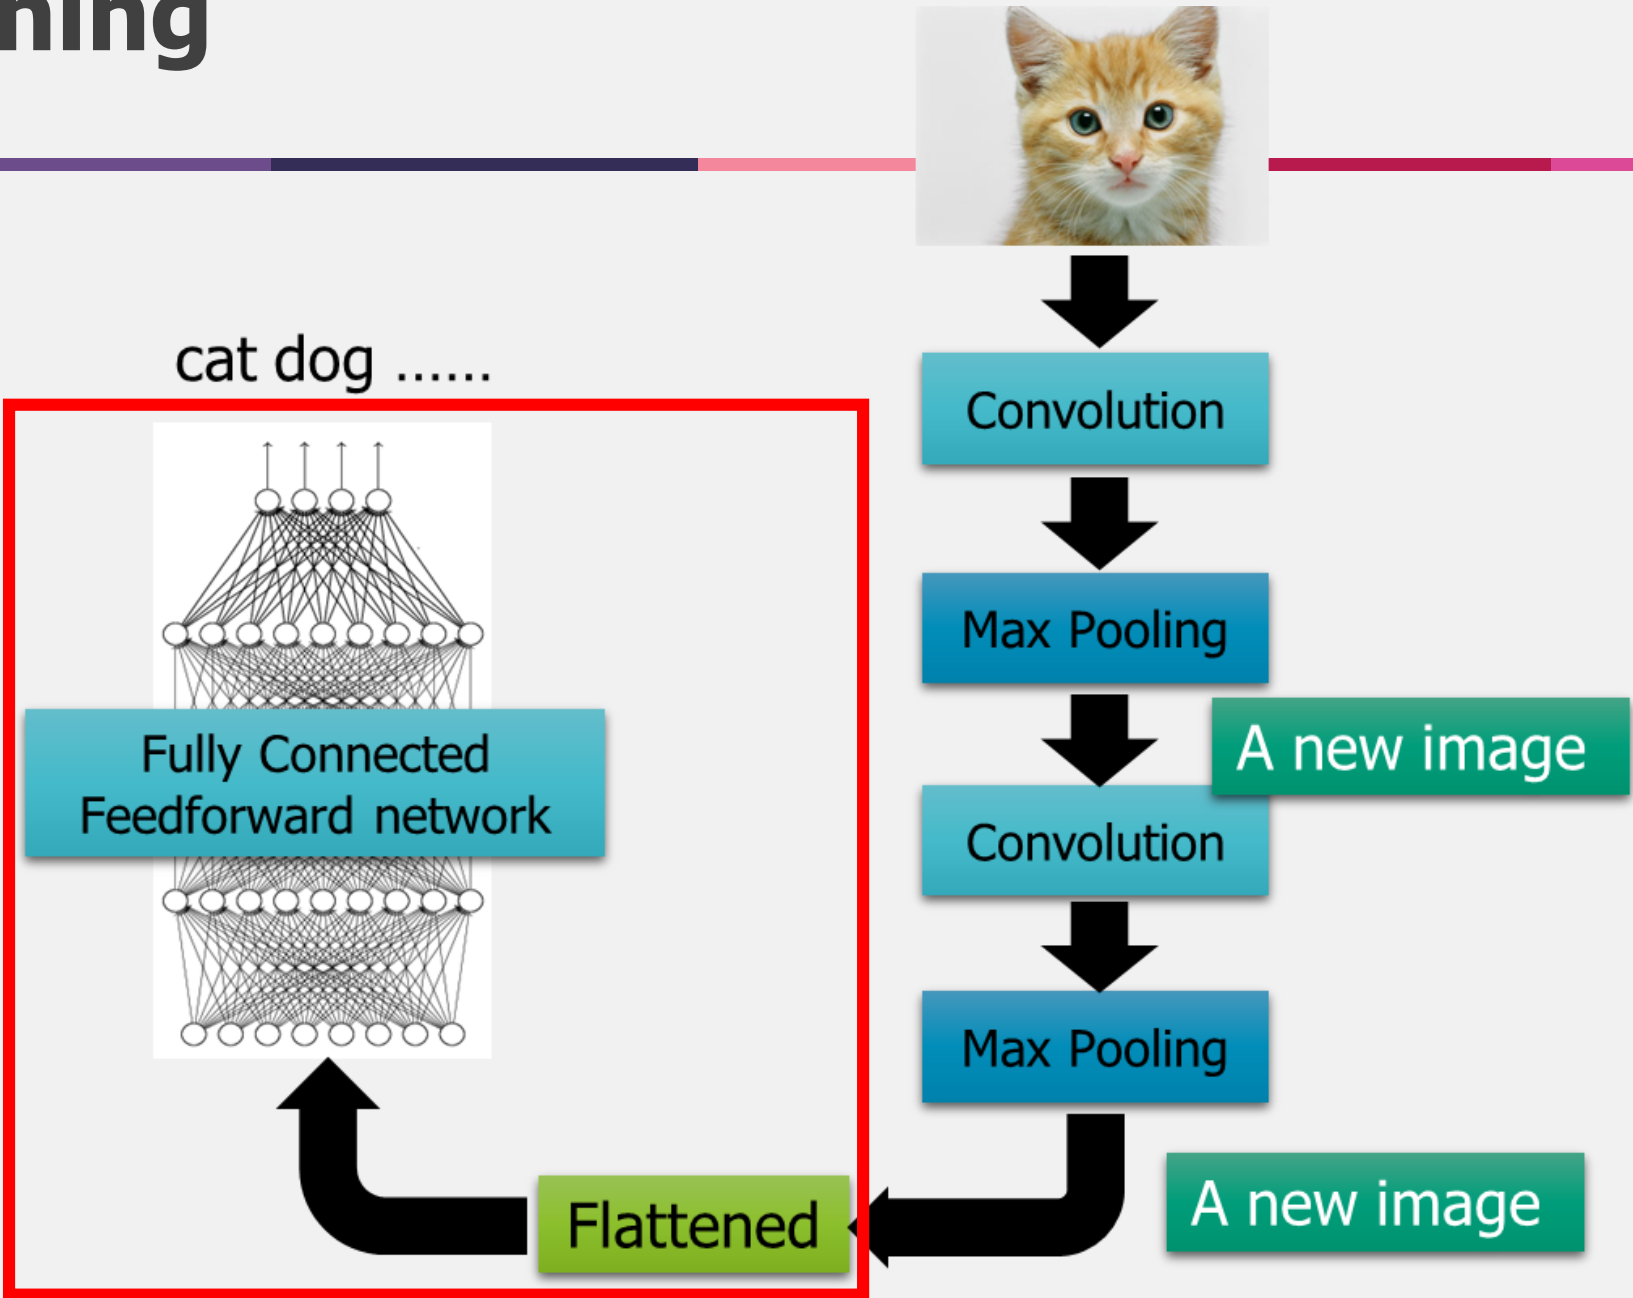 ning
cat dog ......
Convolution
Max Pooling
A new image
Convolution
Max Pooling
A new image
Flattened
Fully Connected
Feedforward network